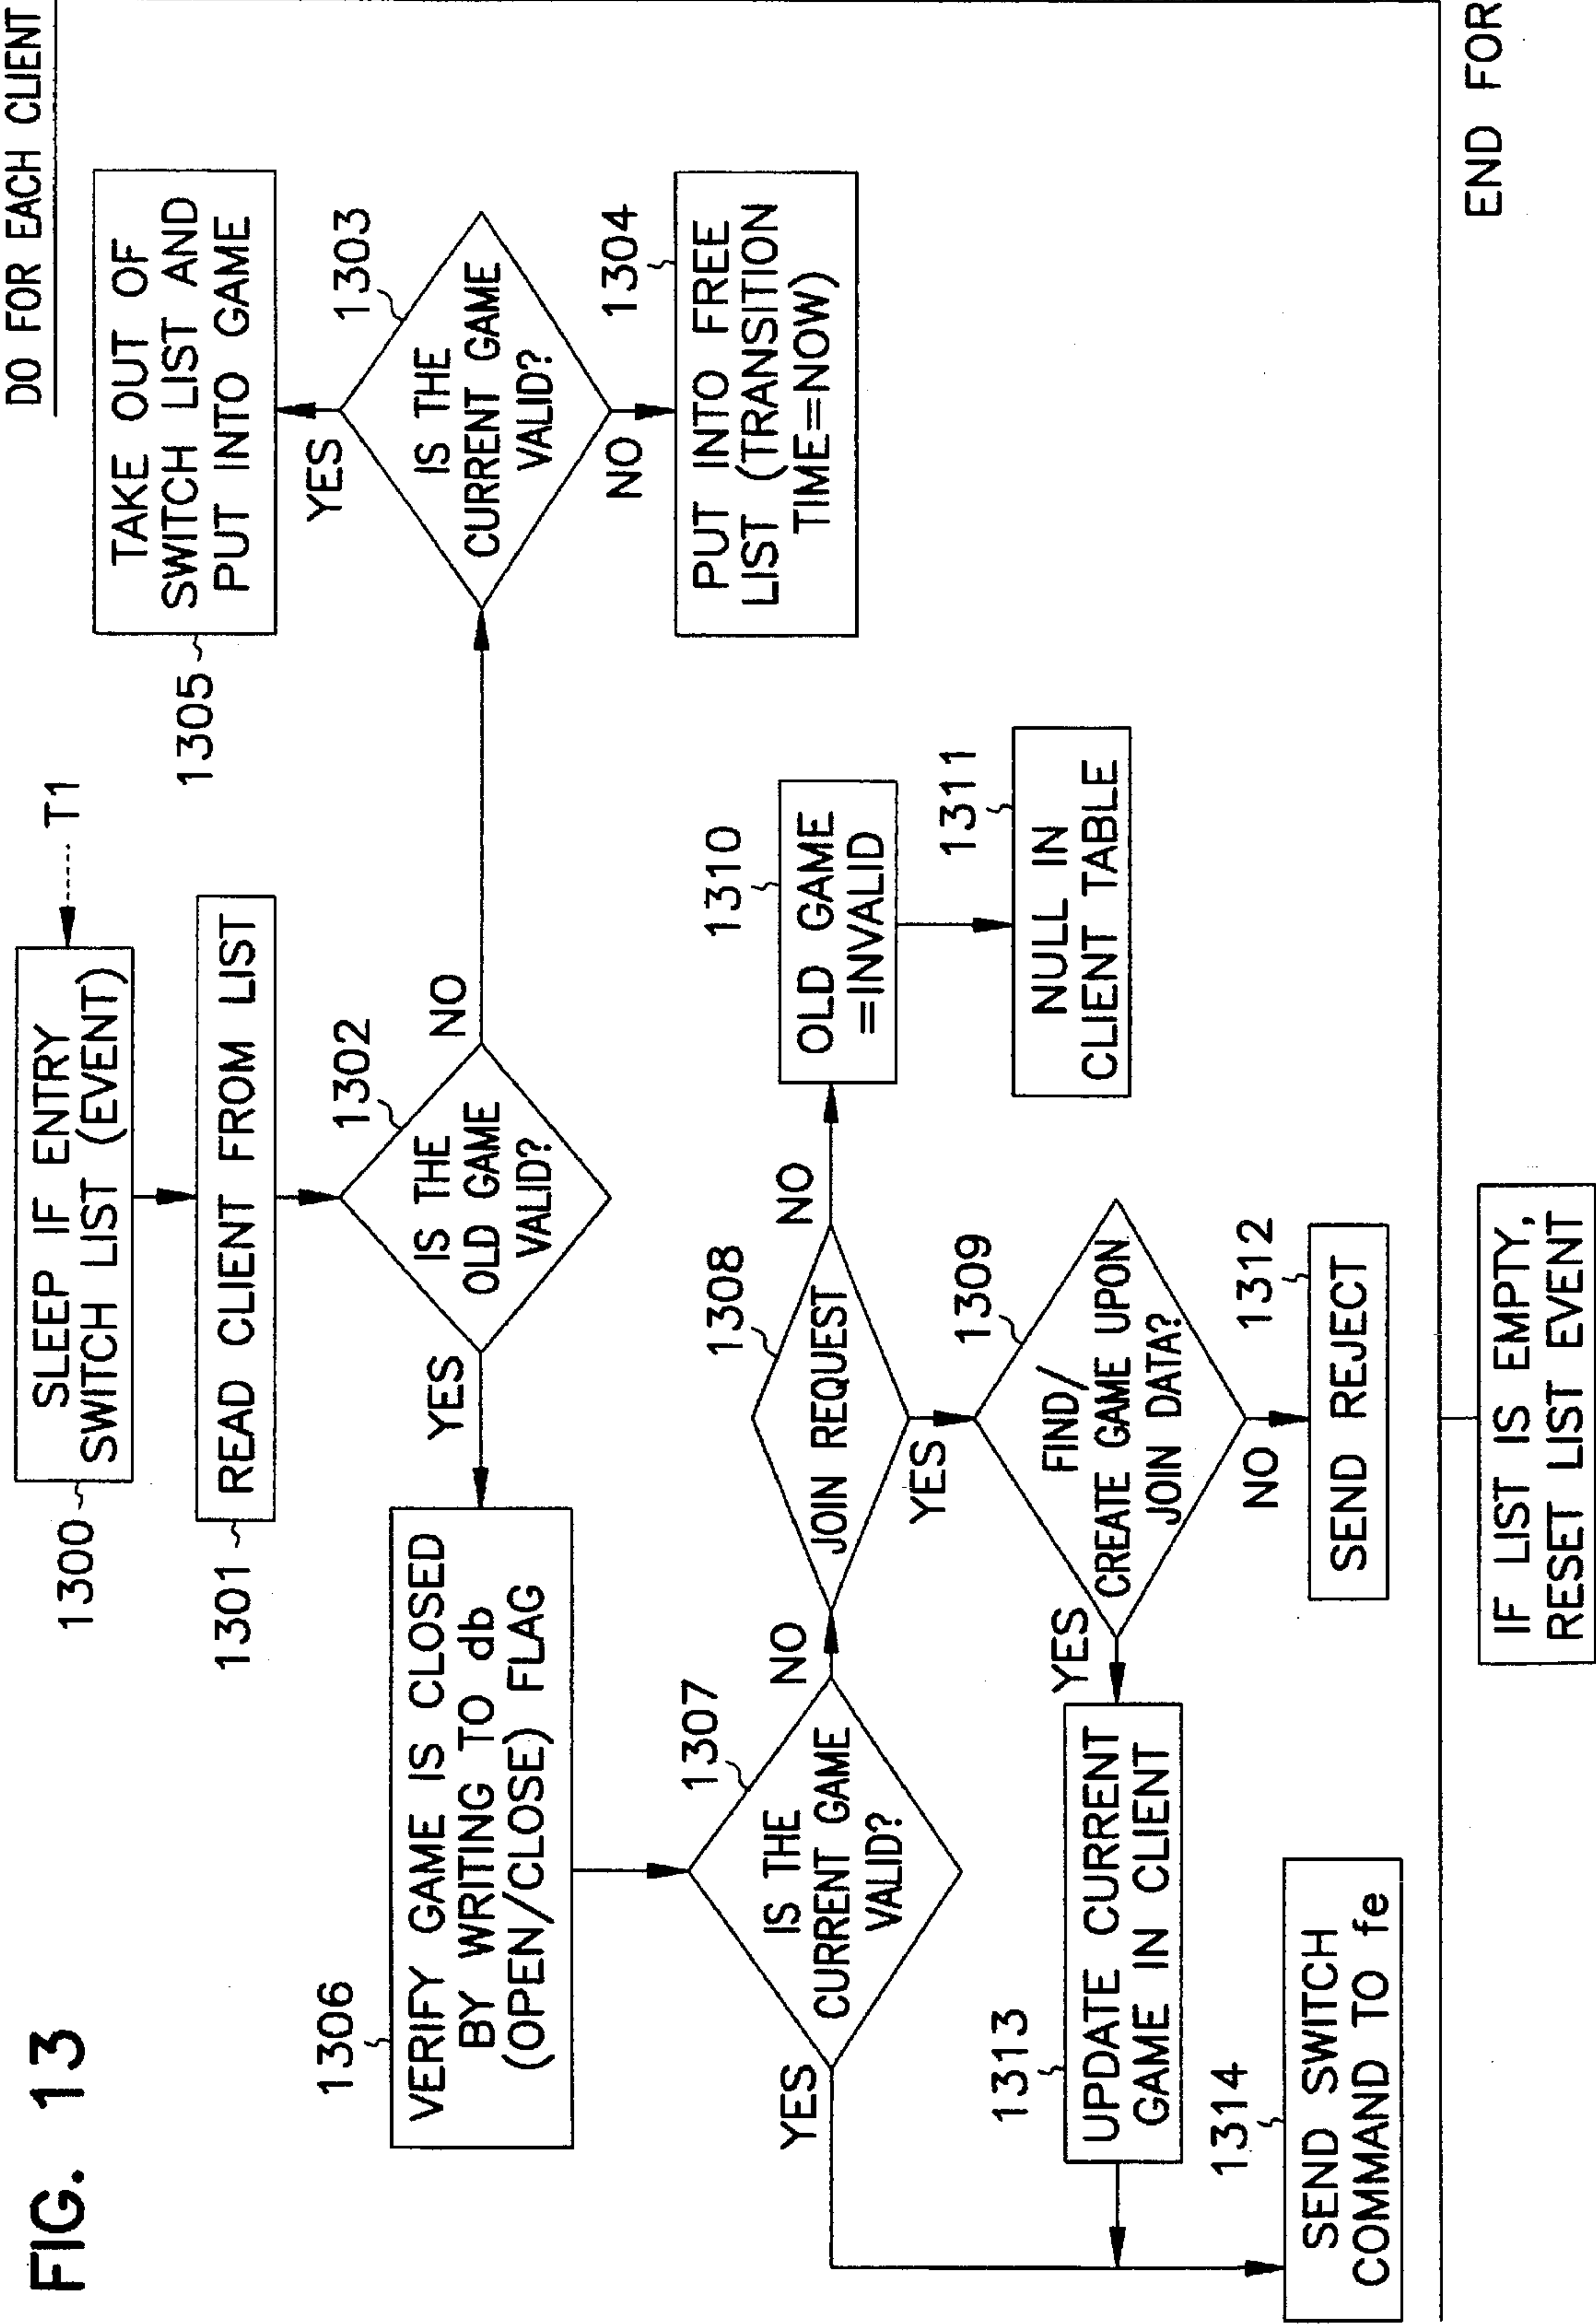 FIG. 13
DO FOR EACH CLIENT
1300
SLEEP IF ENTRY
SWITCH LIST (EVENT)
T1
1301
READ CLIENT FROM LIST
1302
IS THE
OLD GAME
VALID?
YES
NO
1303
IS THE
CURRENT GAME
VALID?
YES
NO
1305
TAKE OUT OF
SWITCH LIST AND
PUT INTO GAME
1304
PUT INTO FREE
LIST (TRANSITION
TIME=NOW)
1306
VERIFY GAME IS CLOSED
BY WRITING TO db
(OPEN/CLOSE) FLAG
1307
IS THE
CURRENT GAME
VALID?
YES
NO
1308
JOIN REQUEST
NO
YES
1310
OLD GAME
=INVALID
1311
NULL IN
CLIENT TABLE
1309
FIND/
CREATE GAME UPON
JOIN DATA?
YES
NO
1312
SEND REJECT
1313
UPDATE CURRENT
GAME IN CLIENT
1314
SEND SWITCH
COMMAND TO fe
END FOR
IF LIST IS EMPTY,
RESET LIST EVENT